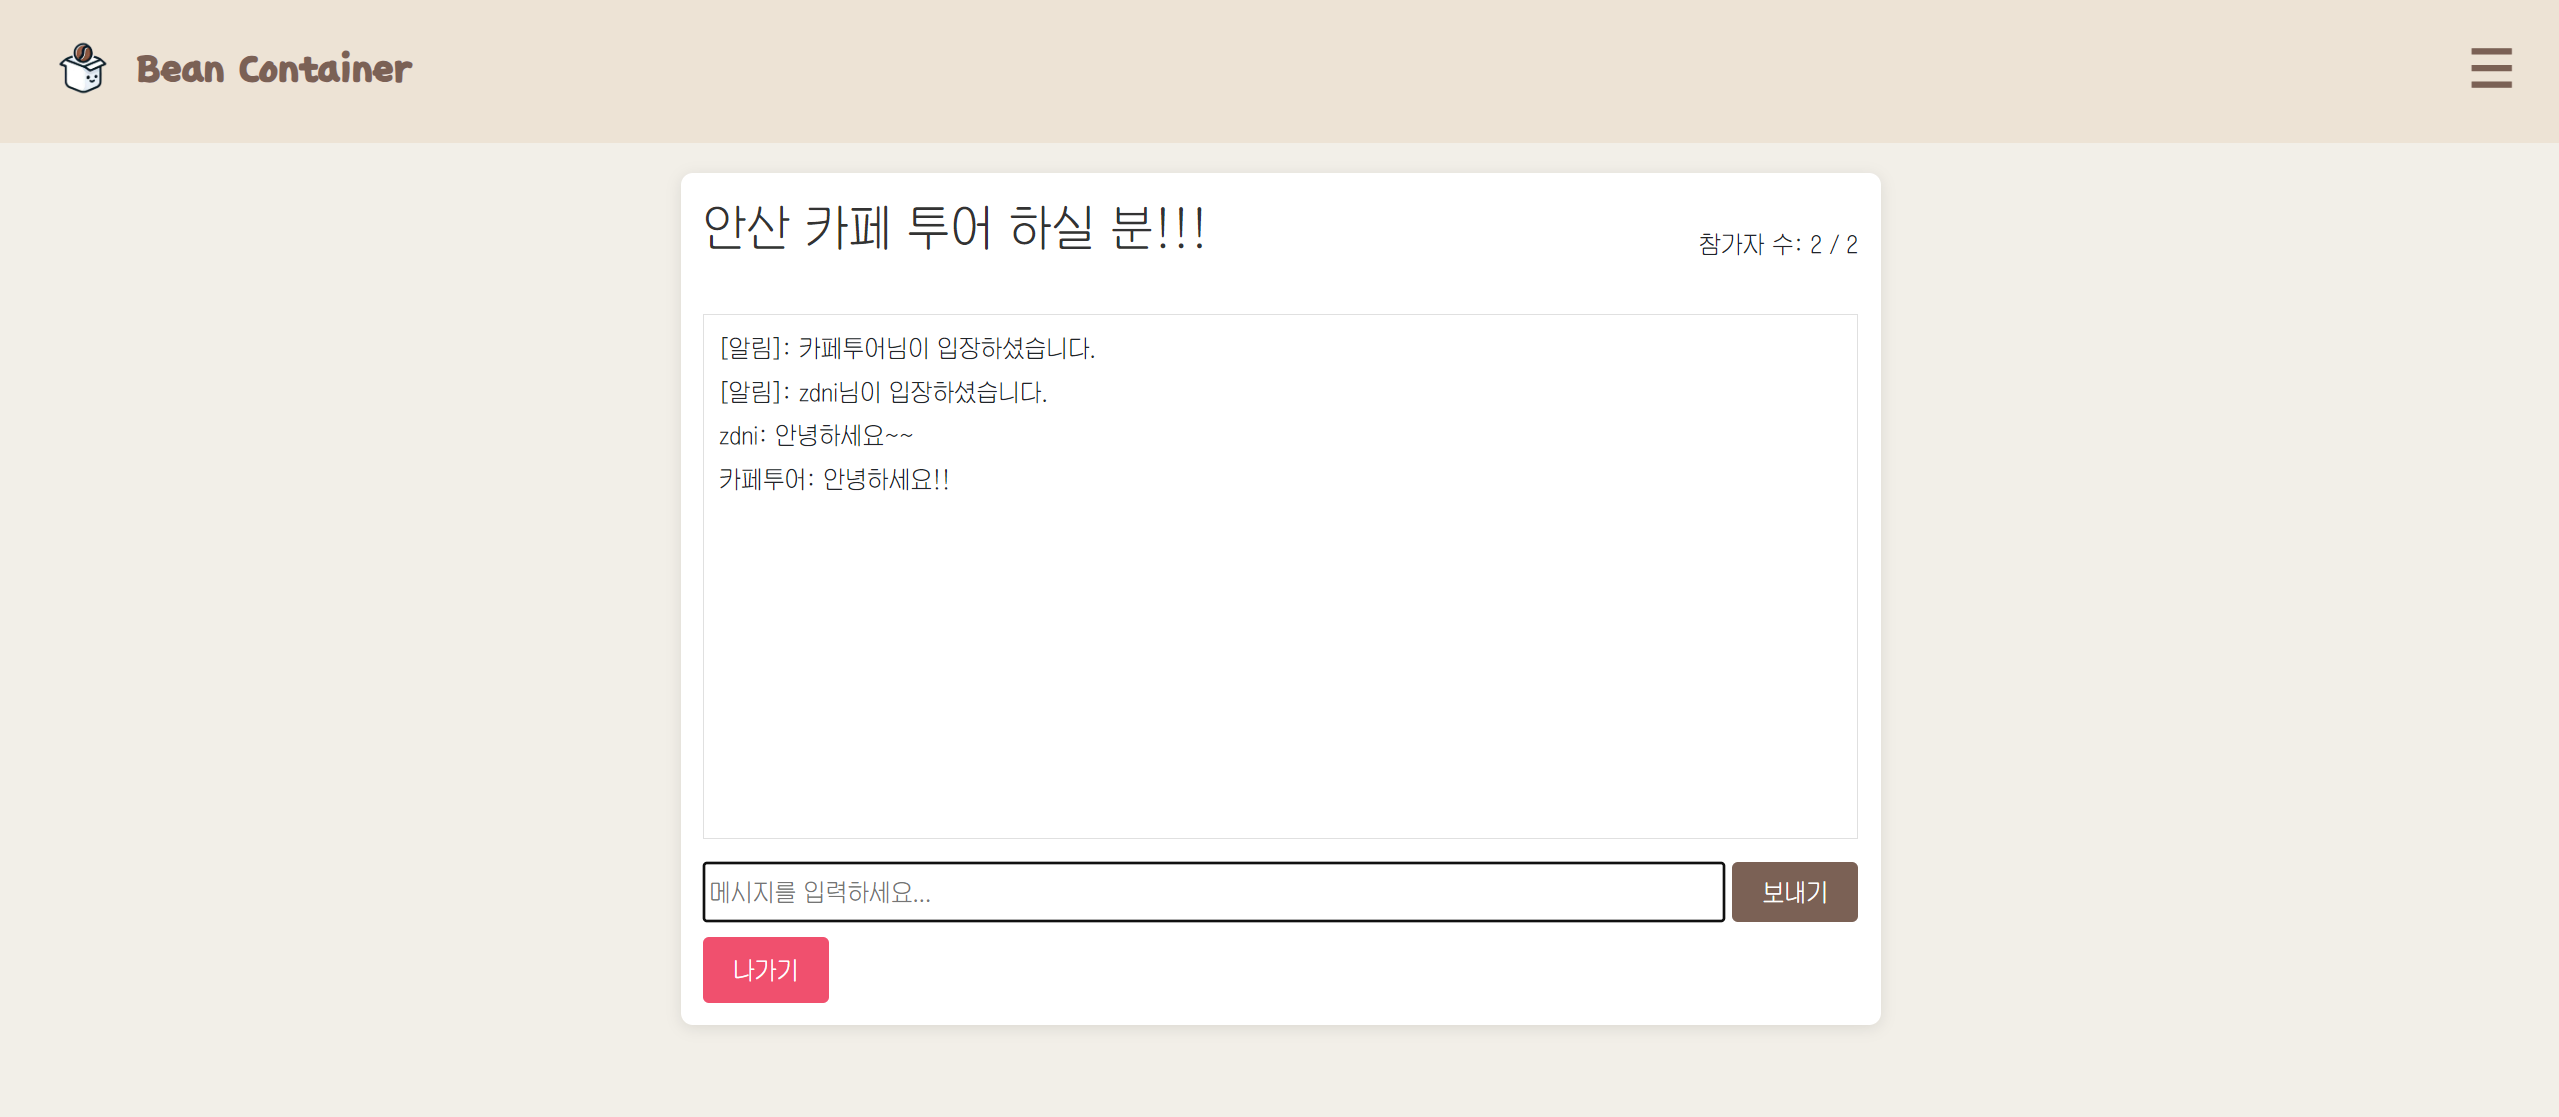 Bean Container
안산 카페 투어 하실 분!!!
참가자 수: 2 / 2
[알림]: 카페투어님이 입장하셨습니다.
[알림]: zdni님이 입장하셨습니다.
zdni: 안녕하세요~~
카페투어: 안녕하세요!!
메시지를 입력하세요...
보내기
나가기